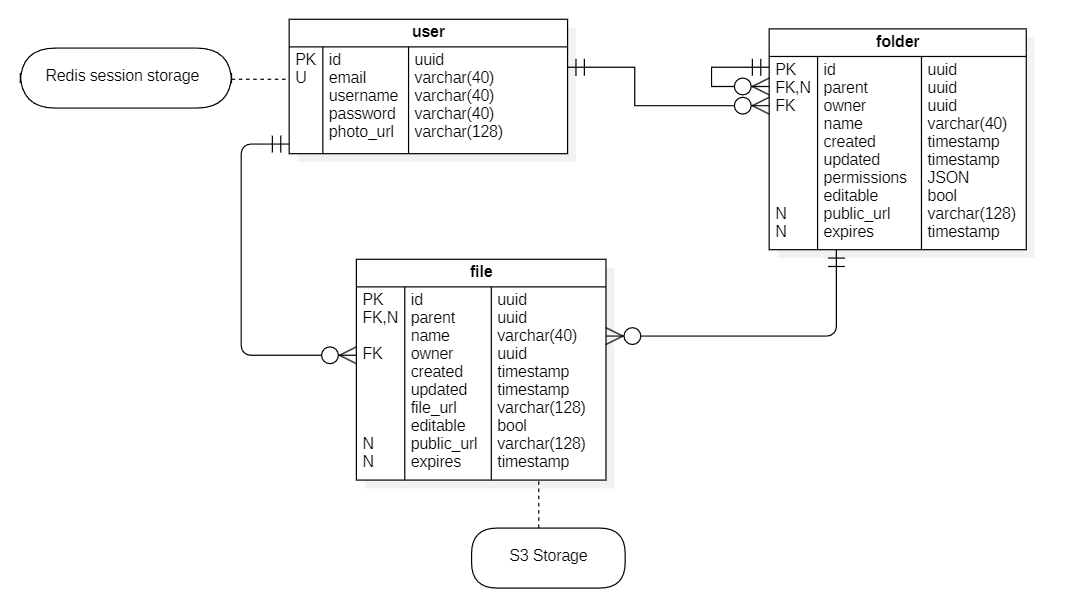 Redis session storage
user
PK id uuid
U email varchar(40)
username varchar(40)
password varchar(40)
photo_url varchar(128)
folder
PK id uuid
FK,N parent uuid
FK owner uuid
name varchar(40)
created timestamp
updated timestamp
permissions JSON
editable bool
N public_url varchar(128)
N expires timestamp
file
PK id uuid
FK,N parent uuid
name varchar(40)
FK owner uuid
created timestamp
updated timestamp
file_url varchar(128)
editable bool
N public_url varchar(128)
N expires timestamp
S3 Storage